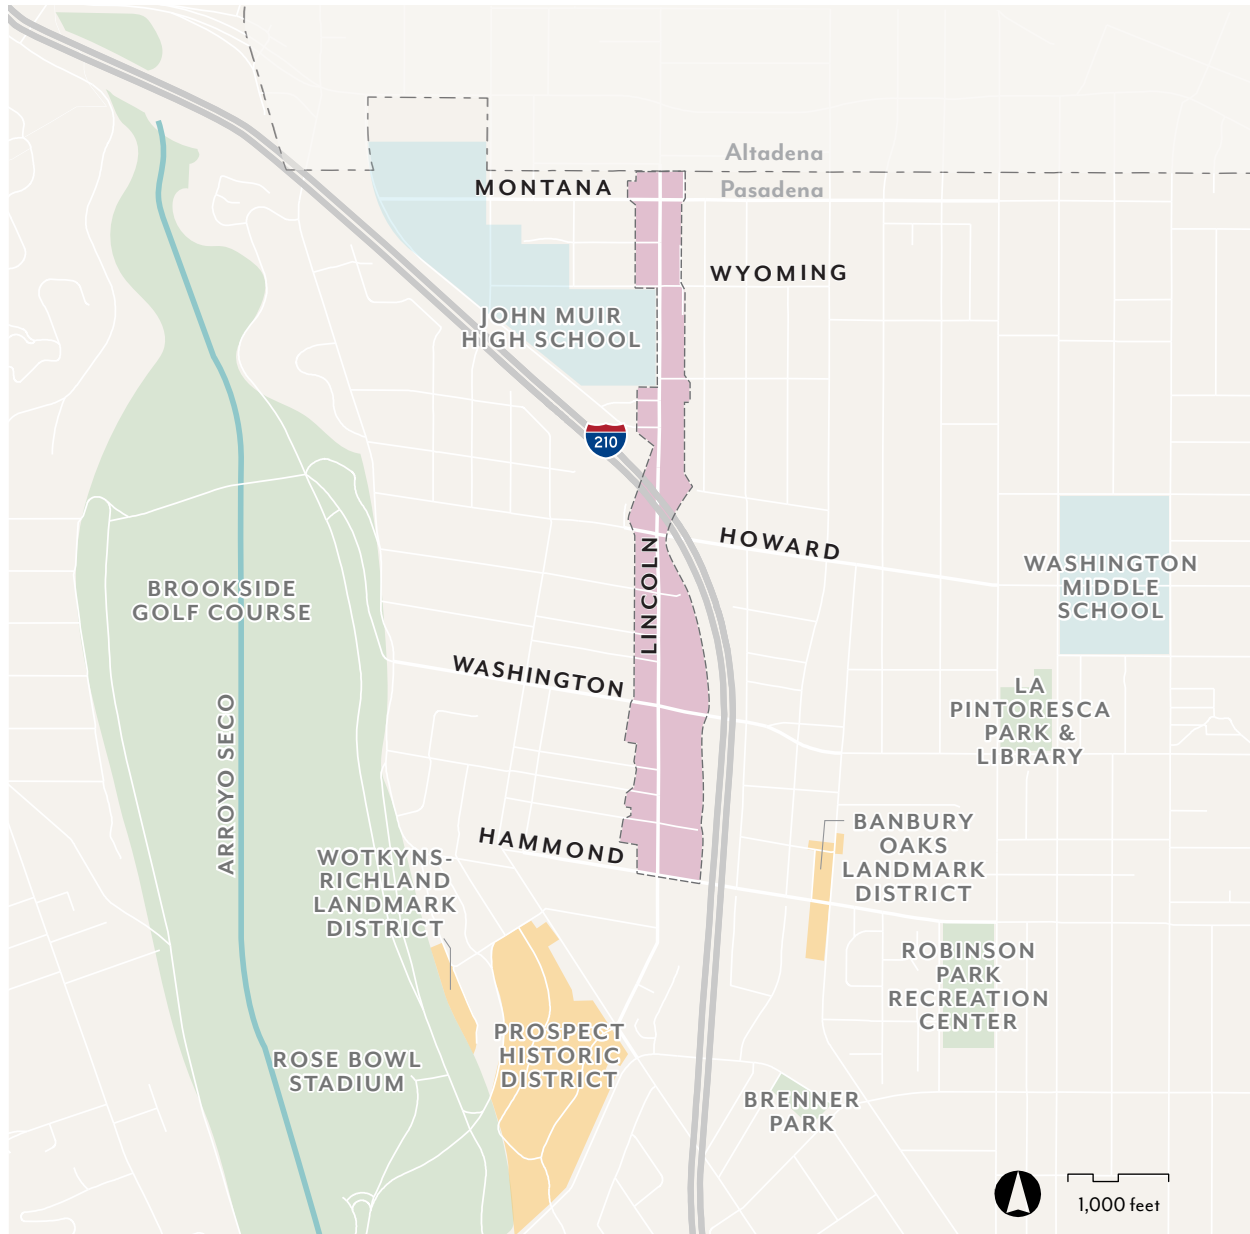 Altadena
MONTANA
Pasadena
WYOMING
JOHN MUIR
HIGH SCHOOL
210
HOWARD
LINCOLN
WASHINGTON
MIDDLE
SCHOOL
BROOKSIDE
GOLF COURSE
WASHINGTON
LA
PINTORESCA
PARK &
LIBRARY
ARROYO SECO
HAMMOND
BANBURY
OAKS
LANDMARK
DISTRICT
WOTKYNS-
RICHLAND
LANDMARK
DISTRICT
ROBINSON
PARK
RECREATION
CENTER
PROSPECT
HISTORIC
DISTRICT
ROSE BOWL
STADIUM
BRENNER
PARK
1,000 feet